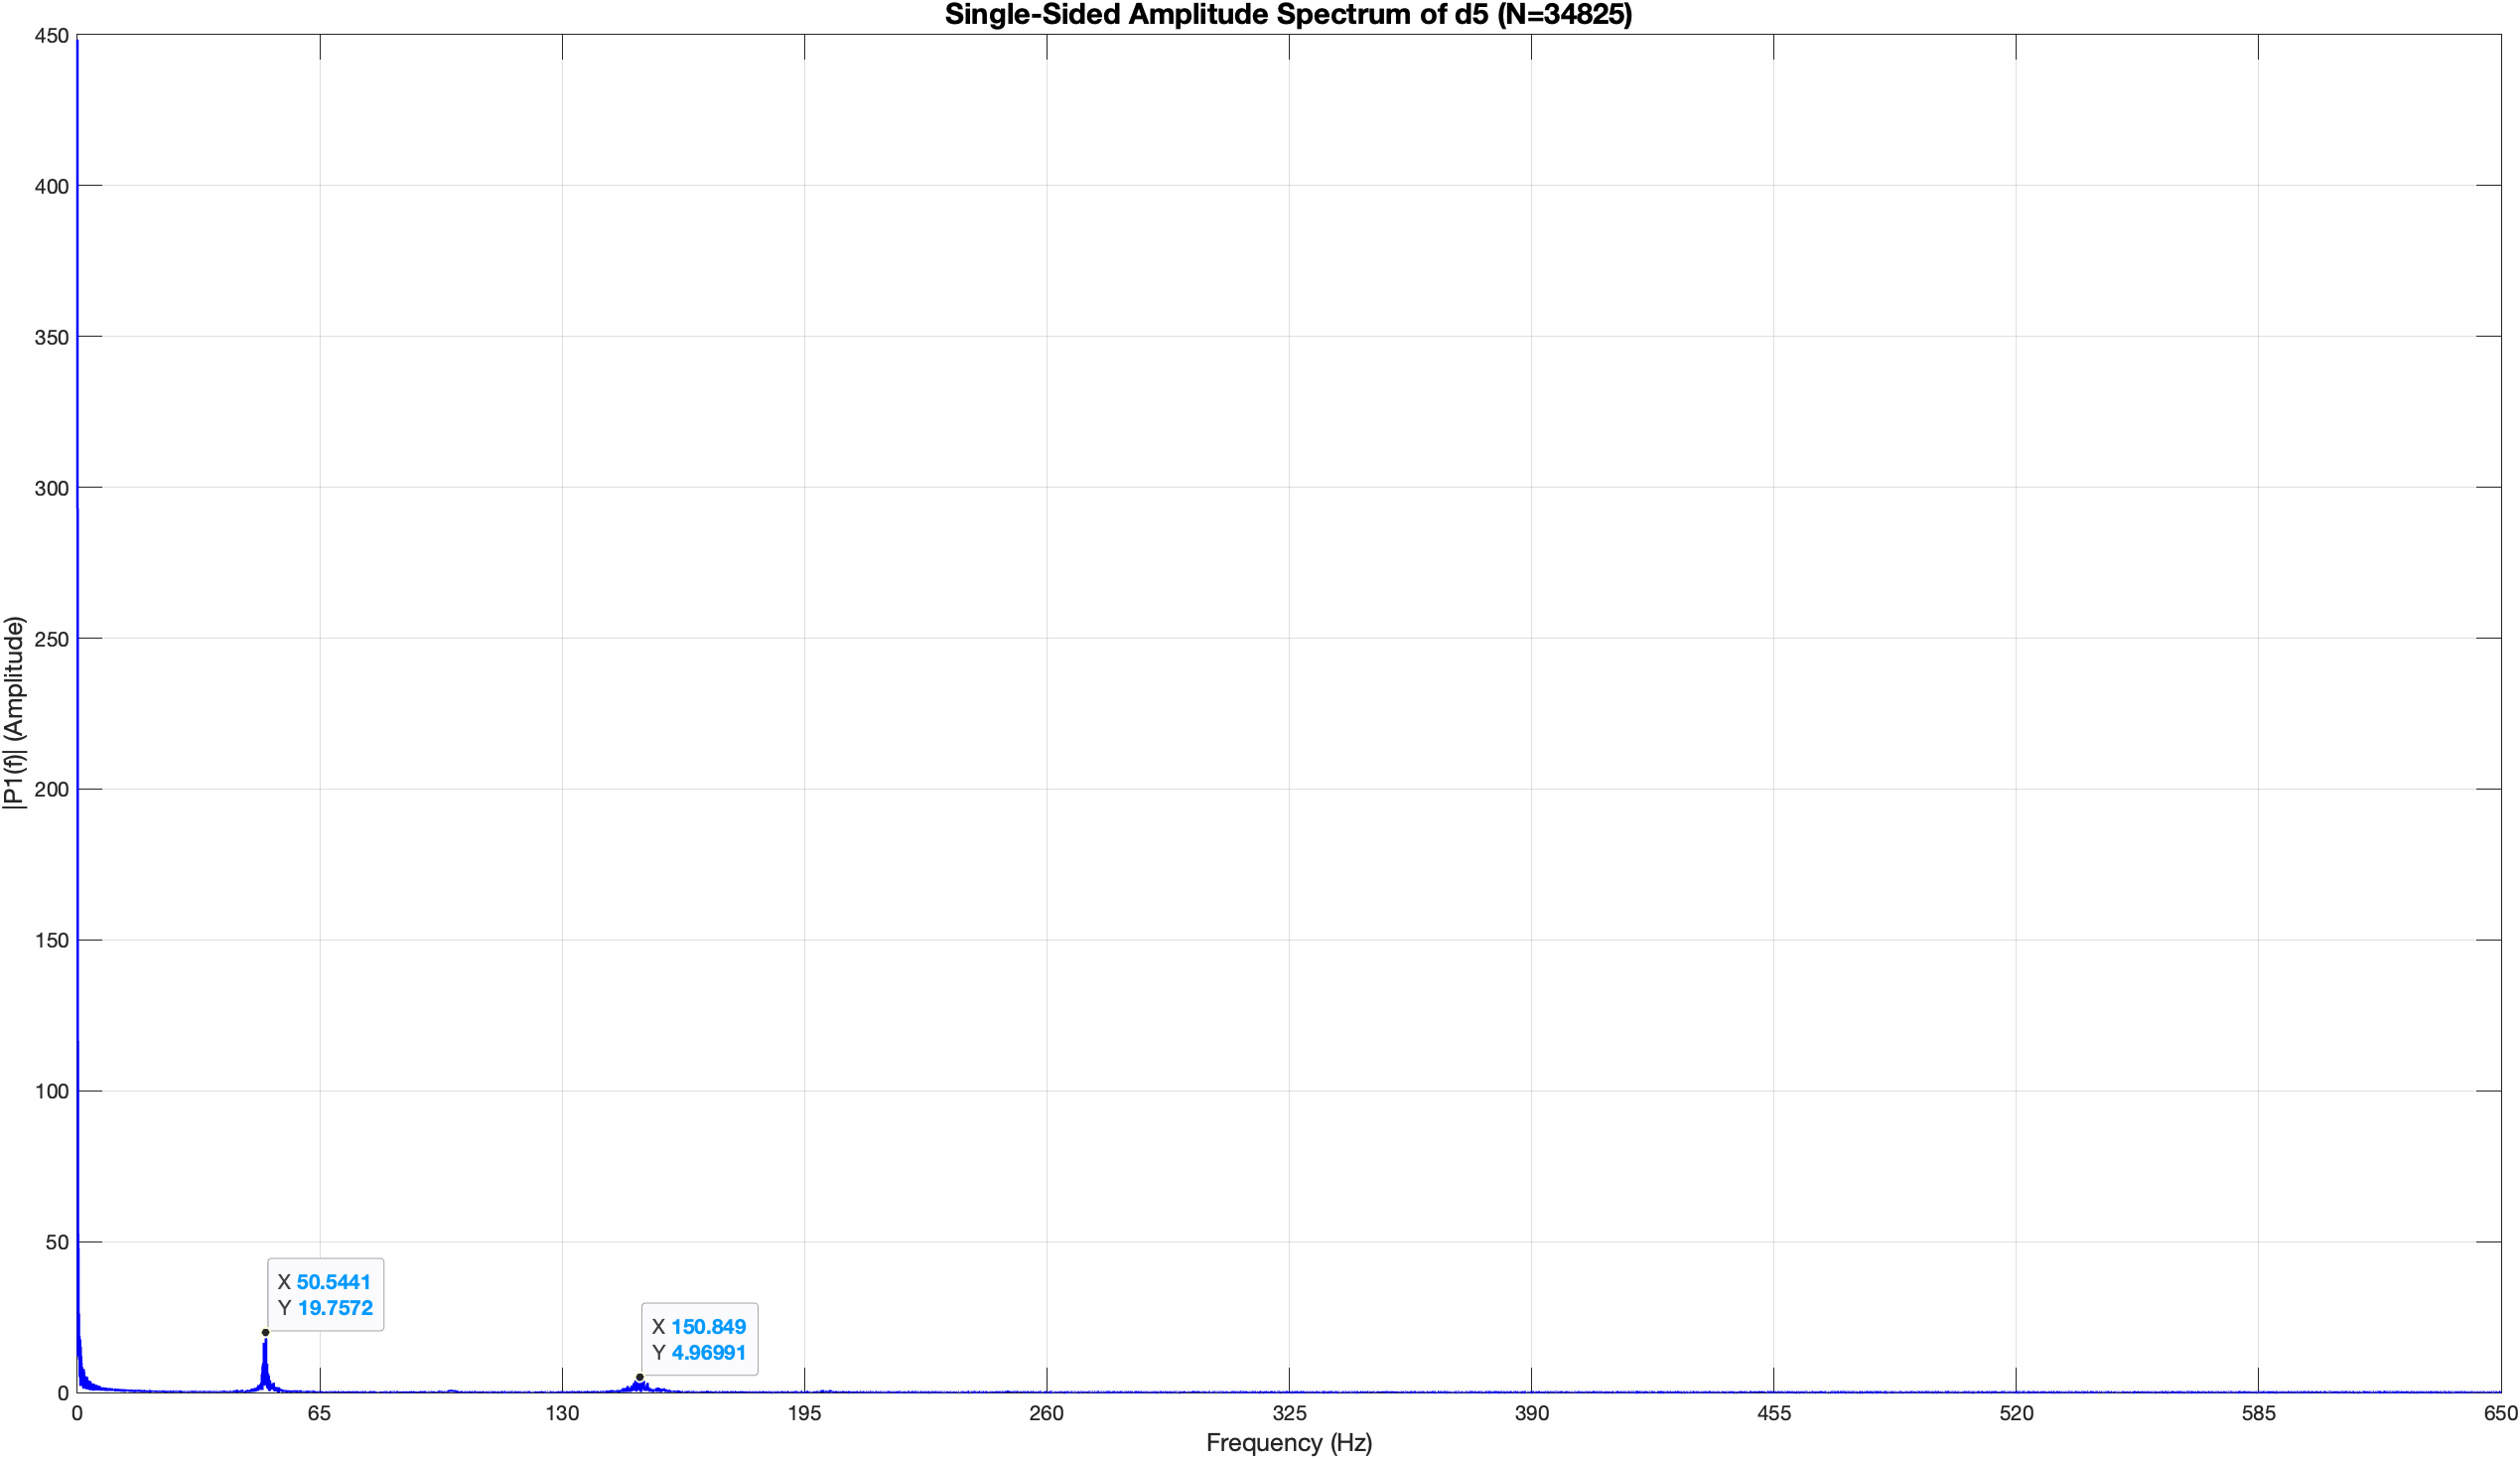 Single-Sided Amplitude Spectrum of d5 (N=34825)
450
400
350
300
250
200
150
100
50
0
|P1(f)| (Amplitude)
X 50.5441
Y 19.7572
X 150.849
Y 4.96991
0 65 130 195 260 325 390 455 520 585 650
Frequency (Hz)